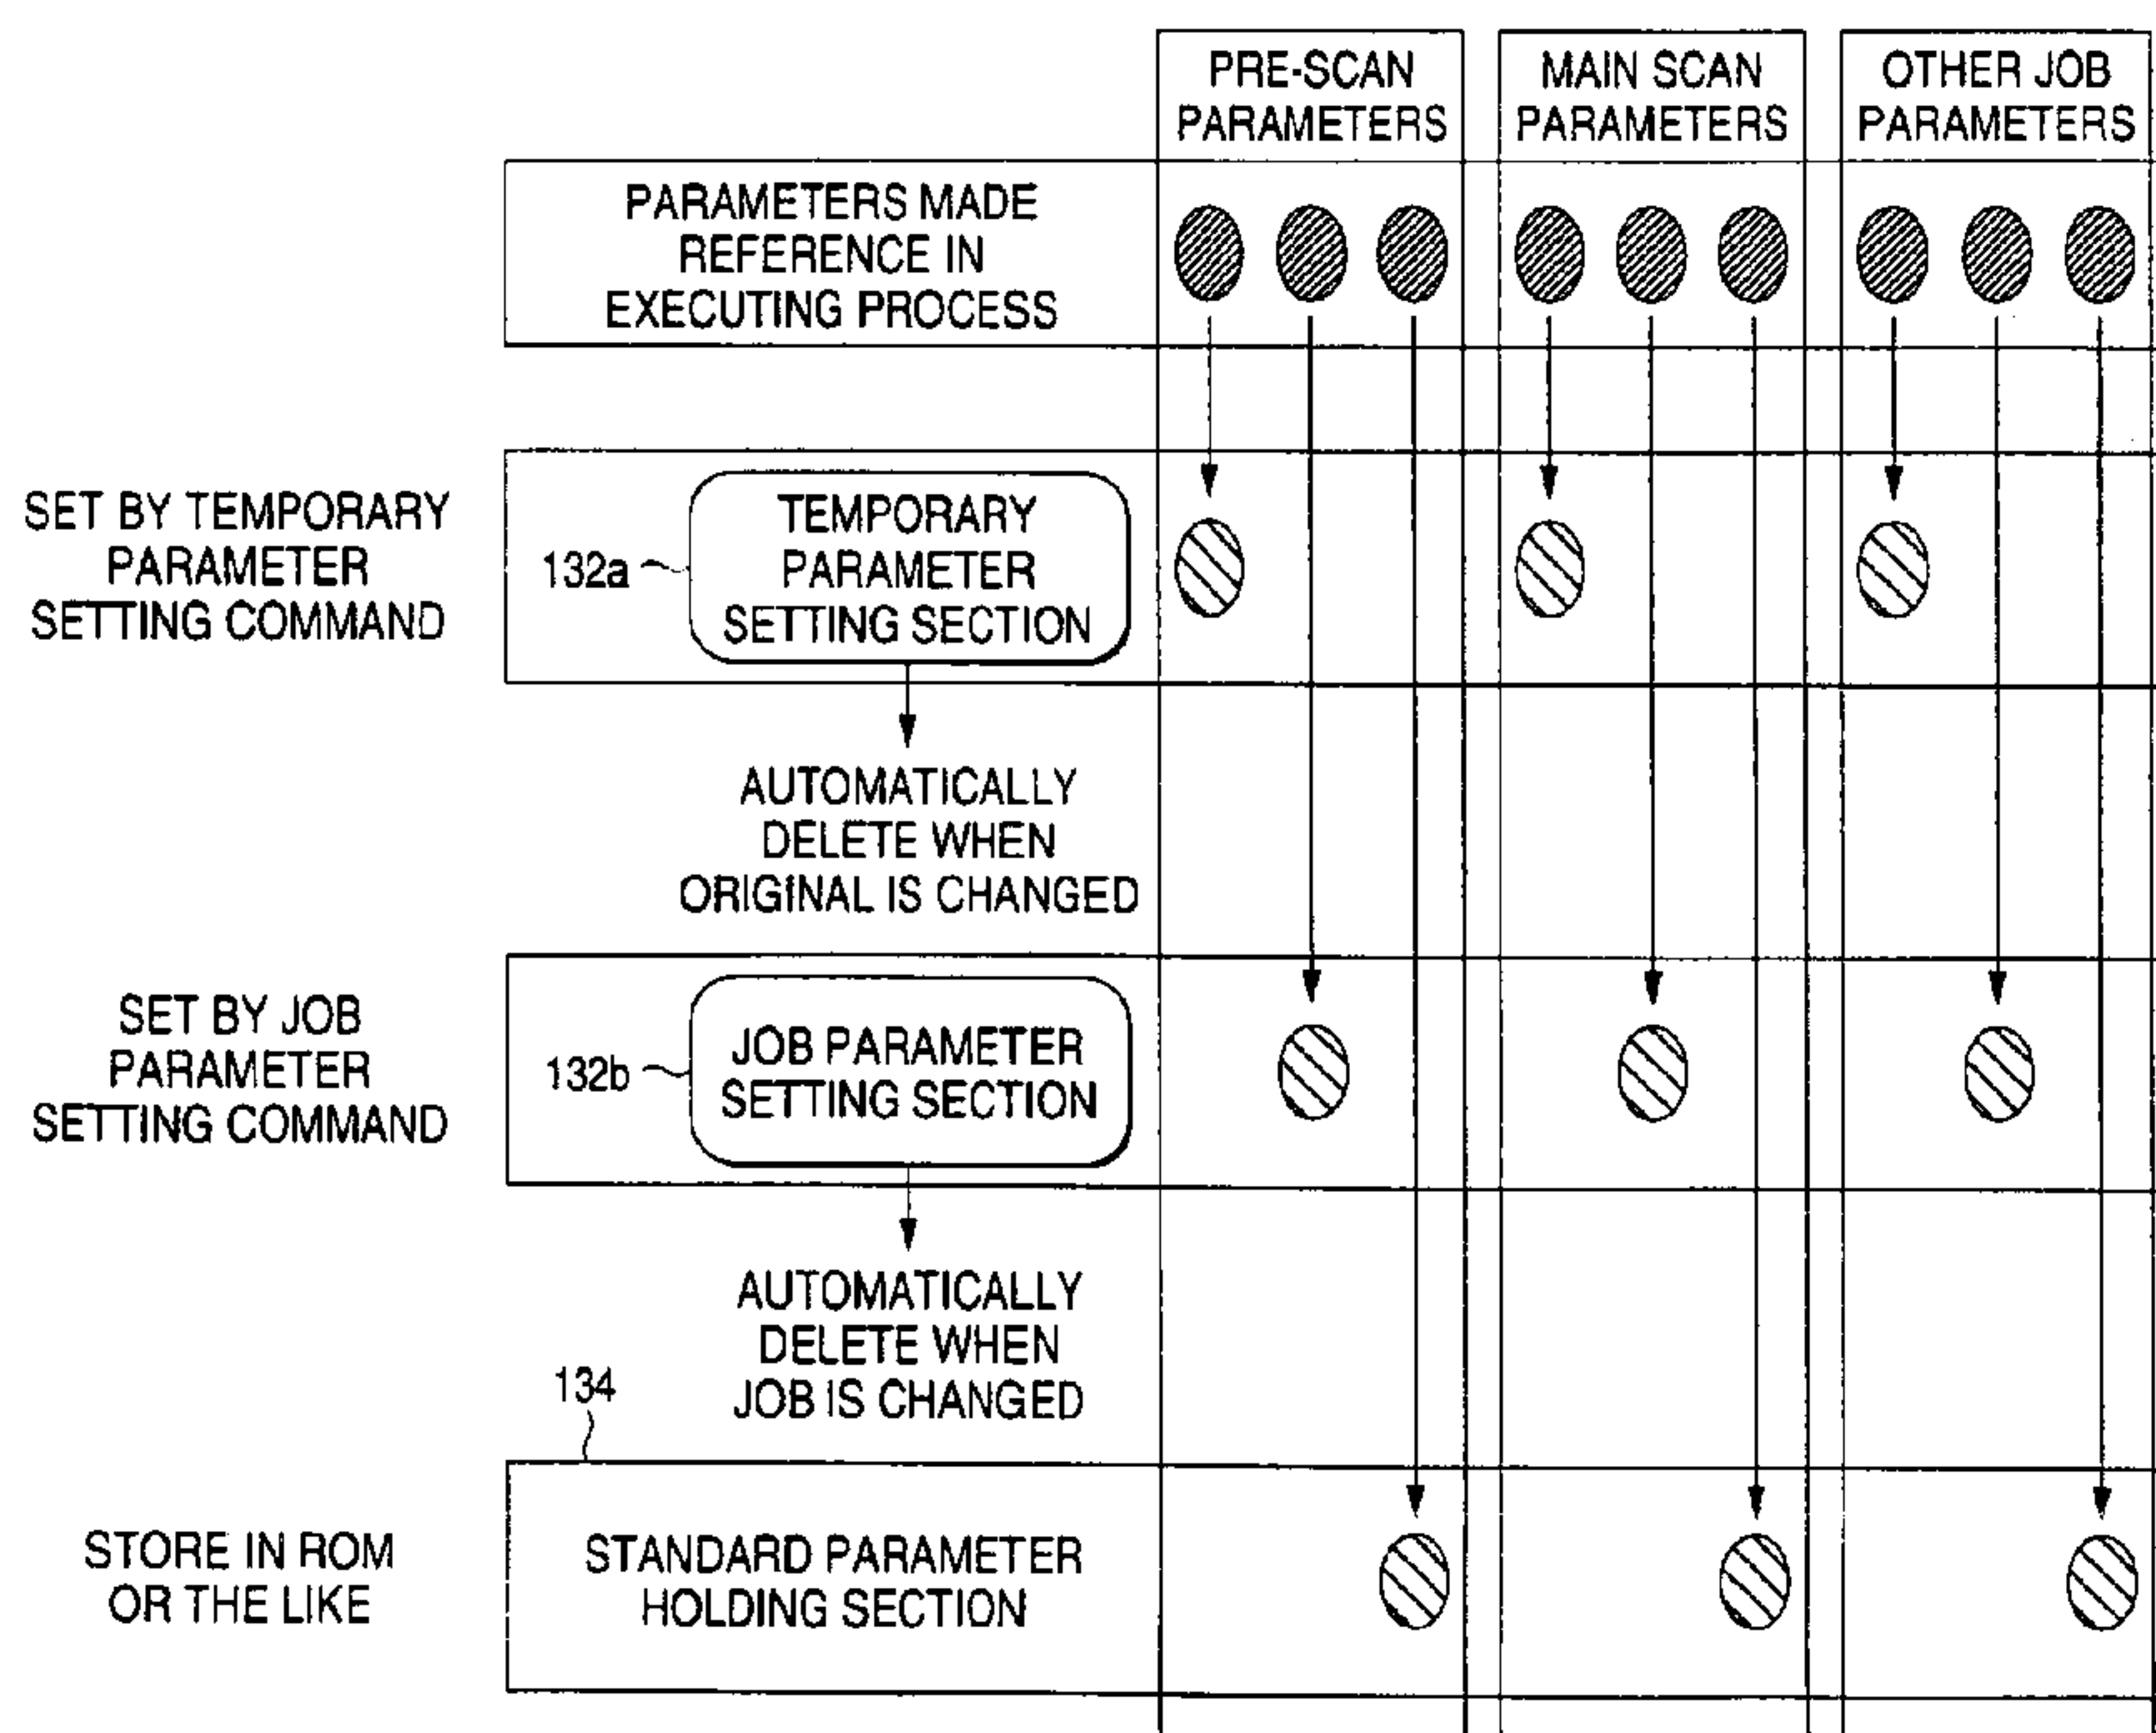 PRE-SCAN
PARAMETERS
MAIN SCAN
PARAMETERS
OTHER JOB
PARAMETERS
PARAMETERS MADE
REFERENCE IN
EXECUTING PROCESS
SET BY TEMPORARY
PARAMETER
SETTING COMMAND
132a
TEMPORARY
PARAMETER
SETTING SECTION
AUTOMATICALLY
DELETE WHEN
ORIGINAL IS CHANGED
SET BY JOB
PARAMETER
SETTING COMMAND
132b
JOB PARAMETER
SETTING SECTION
AUTOMATICALLY
DELETE WHEN
JOB IS CHANGED
134
STORE IN ROM
OR THE LIKE
STANDARD PARAMETER
HOLDING SECTION